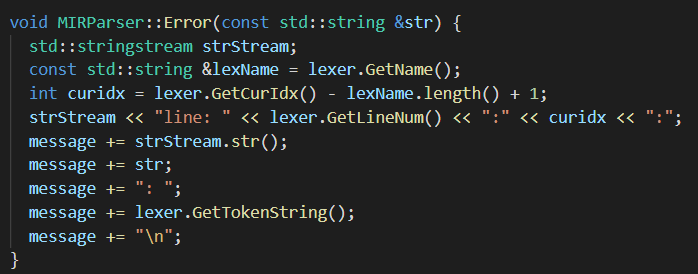 void MIRParser::Error(const std::string &str) {
  std::stringstream strStream;
  const std::string &lexName = lexer.GetName();
  int curidx = lexer.GetCurIdx() - lexName.length() + 1;
  strStream << "line: " << lexer.GetLineNum() << ":" << curidx << ":";
  message += strStream.str();
  message += str;
  message += ": ";
  message += lexer.GetTokenString();
  message += "\n";
}